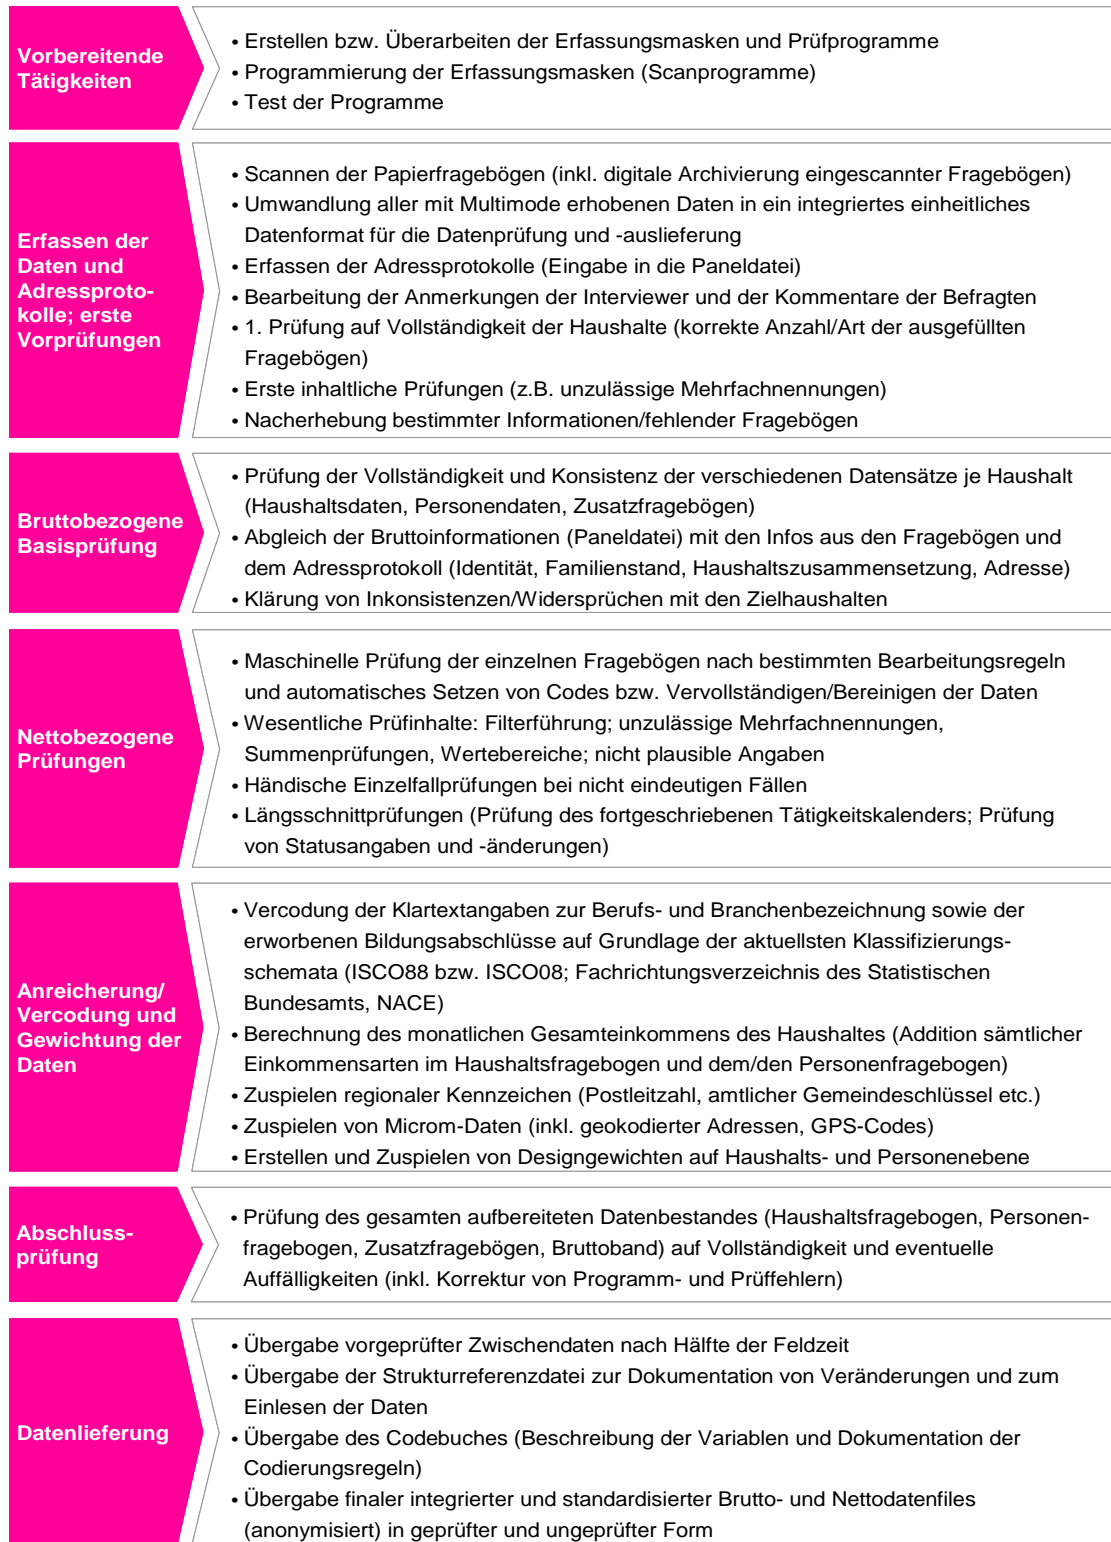 Vorbereitende
Tätigkeiten
• Erstellen bzw. Überarbeiten der Erfassungsmasken und Prüfprogramme
• Programmierung der Erfassungsmasken (Scanprogramme)
• Test der Programme
Erfassen der
Daten und
Adressproto-
kolle; erste
Vorprüfungen
• Scannen der Papierfragebögen (inkl. digitale Archivierung eingescannter Fragebögen)
• Umwandlung aller mit Multimode erhobenen Daten in ein integriertes einheitliches
Datenformat für die Datenprüfung und -auslieferung
• Erfassen der Adressprotokolle (Eingabe in die Paneldatei)
• Bearbeitung der Anmerkungen der Interviewer und der Kommentare der Befragten
• 1. Prüfung auf Vollständigkeit der Haushalte (korrekte Anzahl/Art der ausgefüllten
Fragebögen)
• Erste inhaltliche Prüfungen (z.B. unzulässige Mehrfachnennungen)
• Nacherhebung bestimmter Informationen/fehlender Fragebögen
Bruttobezogene
Basisprüfung
• Prüfung der Vollständigkeit und Konsistenz der verschiedenen Datensätze je Haushalt
(Haushaltsdaten, Personendaten, Zusatzfragebögen)
• Abgleich der Bruttoinformationen (Paneldatei) mit den Infos aus den Fragebögen und
dem Adressprotokoll (Identität, Familienstand, Haushaltszusammensetzung, Adresse)
• Klärung von Inkonsistenzen/Widersprüchen mit den Zielhaushalten
Nettobezogene
Prüfungen
• Maschinelle Prüfung der einzelnen Fragebögen nach bestimmten Bearbeitungsregeln
und automatisches Setzen von Codes bzw. Vervollständigen/Bereinigen der Daten
• Wesentliche Prüfinhalte: Filterführung; unzulässige Mehrfachnennungen,
Summenprüfungen, Wertebereiche; nicht plausible Angaben
• Händische Einzelfallprüfungen bei nicht eindeutigen Fällen
• Längsschnittprüfungen (Prüfung des fortgeschriebenen Tätigkeitskalenders; Prüfung
von Statusangaben und -änderungen)
Anreicherung/
Vercodung und
Gewichtung der
Daten
• Vercodung der Klartextangaben zur Berufs- und Branchenbezeichnung sowie der
erworbenen Bildungsabschlüsse auf Grundlage der aktuellsten Klassifizierungs-
schemata (ISCO88 bzw. ISCO08; Fachrichtungsverzeichnis des Statistischen
Bundesamts, NACE)
• Berechnung des monatlichen Gesamteinkommens des Haushaltes (Addition sämtlicher
Einkommensarten im Haushaltsfragebogen und dem/den Personenfragebogen)
• Zuspielen regionaler Kennzeichen (Postleitzahl, amtlicher Gemeindeschlüssel etc.)
• Zuspielen von Microm-Daten (inkl. geokodierter Adressen, GPS-Codes)
• Erstellen und Zuspielen von Designgewichten auf Haushalts- und Personenebene
Abschluss-
prüfung
• Prüfung des gesamten aufbereiteten Datenbestandes (Haushaltsfragebogen, Personen-
fragebogen, Zusatzfragebögen, Bruttoband) auf Vollständigkeit und eventuelle
Auffälligkeiten (inkl. Korrektur von Programm- und Prüffehlern)
Datenlieferung
• Übergabe vorgeprüfter Zwischendaten nach Hälfte der Feldzeit
• Übergabe der Strukturreferenzdatei zur Dokumentation von Veränderungen und zum
Einlesen der Daten
• Übergabe des Codebuches (Beschreibung der Variablen und Dokumentation der
Codierungsregeln)
• Übergabe finaler integrierter und standardisierter Brutto- und Nettodatenfiles
(anonymisiert) in geprüfter und ungeprüfter Form